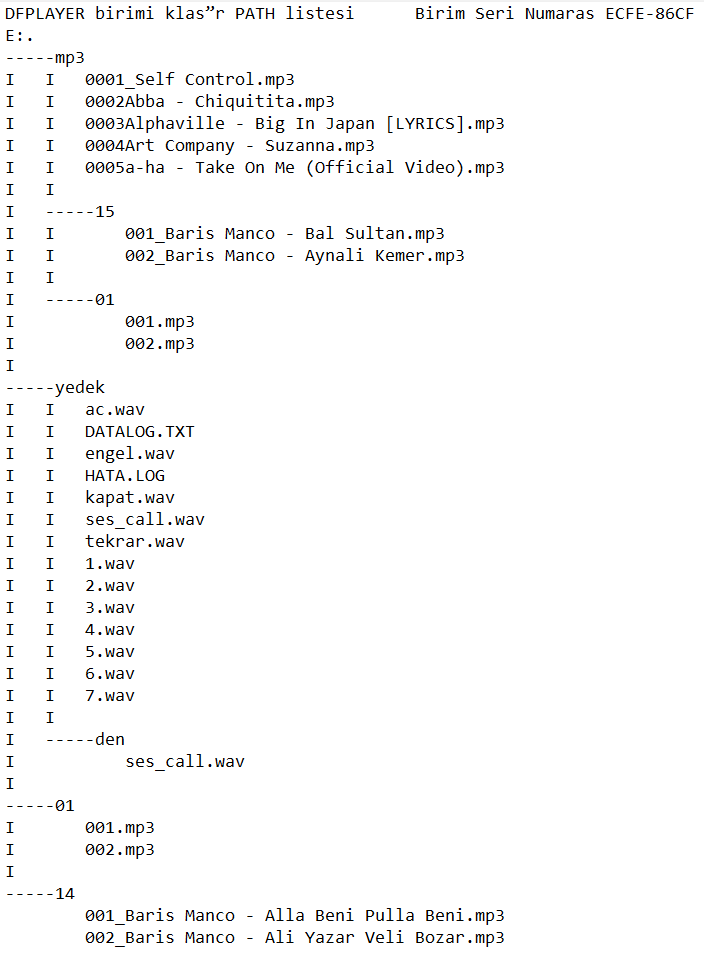 DFPLAYER birimi klas”r PATH listesi      Birim Seri Numaras ECFE-86CF
E:.
-----mp3
I   I   0001_Self Control.mp3
I   I   0002Abba - Chiquitita.mp3
I   I   0003Alphaville - Big In Japan [LYRICS].mp3
I   I   0004Art Company - Suzanna.mp3
I   I   0005a-ha - Take On Me (Official Video).mp3
I   I
I   -----15
I   I       001_Baris Manco - Bal Sultan.mp3
I   I       002_Baris Manco - Aynali Kemer.mp3
I   I
I   -----01
I           001.mp3
I           002.mp3
I
-----yedek
I   I   ac.wav
I   I   DATALOG.TXT
I   I   engel.wav
I   I   HATA.LOG
I   I   kapat.wav
I   I   ses_call.wav
I   I   tekrar.wav
I   I   1.wav
I   I   2.wav
I   I   3.wav
I   I   4.wav
I   I   5.wav
I   I   6.wav
I   I   7.wav
I   I
I   -----den
I           ses_call.wav
I
-----01
I       001.mp3
I       002.mp3
I
-----14
        001_Baris Manco - Alla Beni Pulla Beni.mp3
        002_Baris Manco - Ali Yazar Veli Bozar.mp3